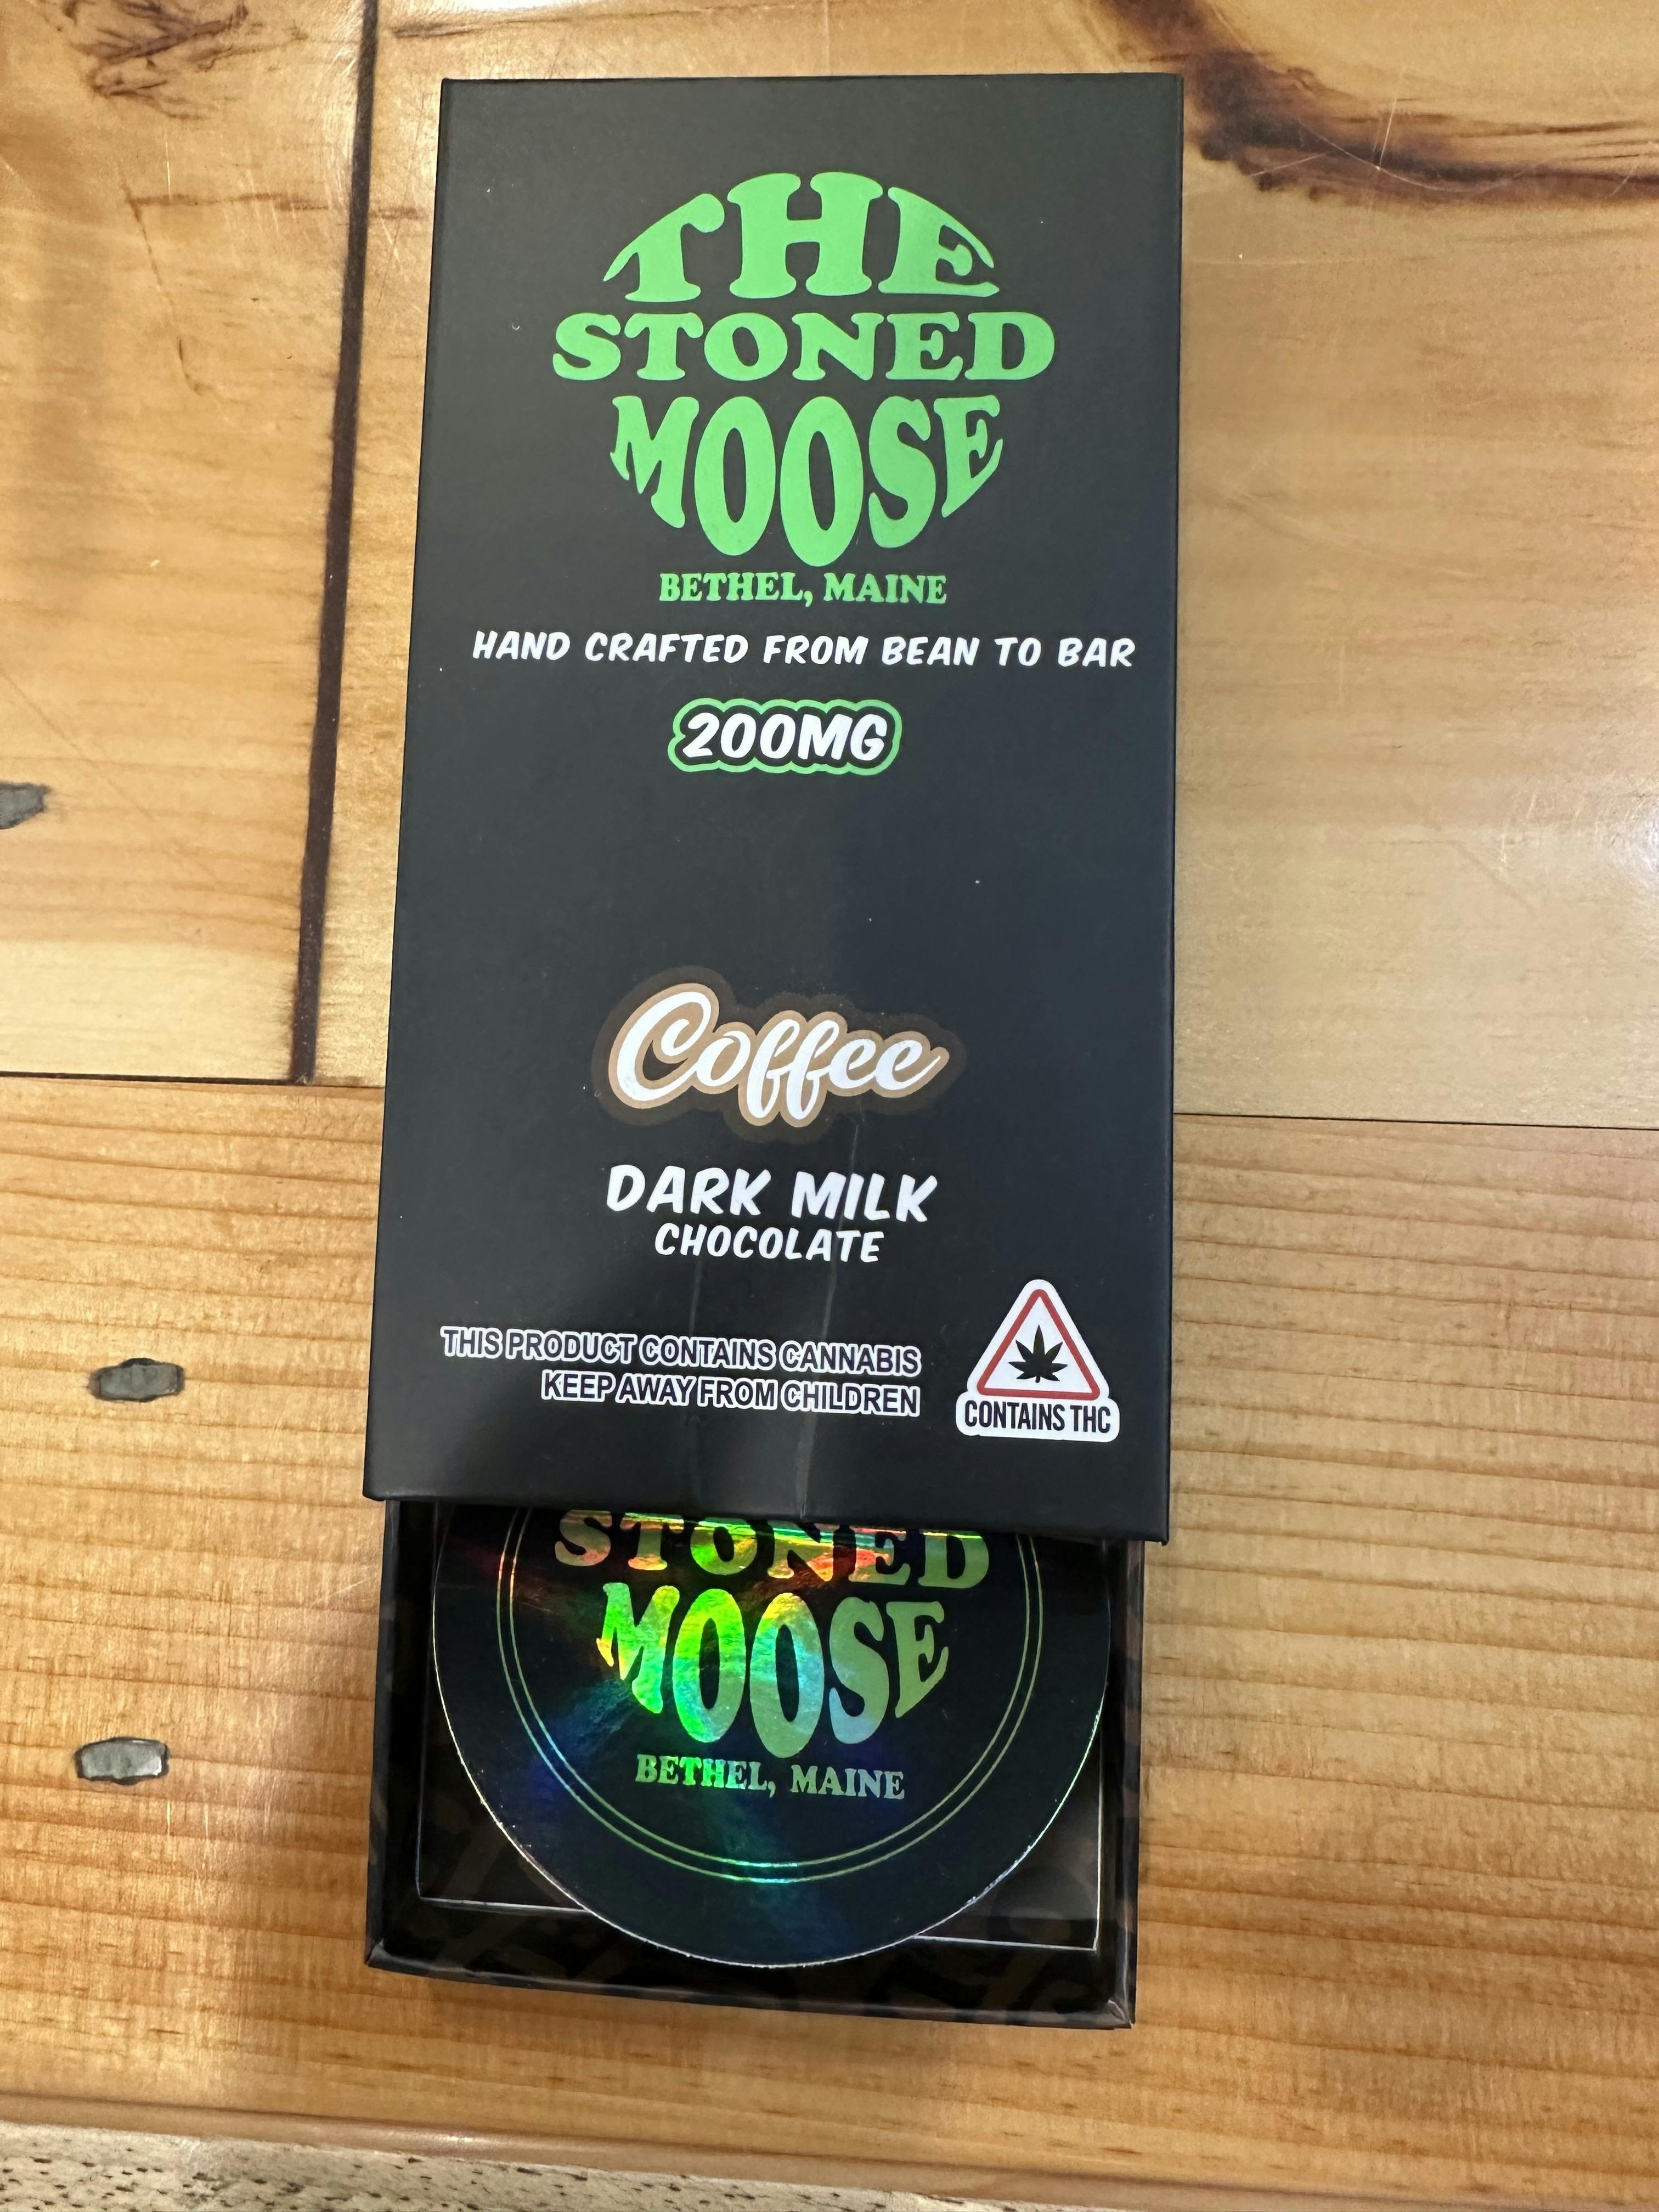 THE
STONED
MOOSE
BETHEL, MAINE
HAND CRAFTED FROM BEAN TO BAR
200MG
Coffee
DARK MILK
CHOCOLATE
THIS PRODUCT CONTAINS CANNABIS
KEEP AWAY FROM CHILDREN
CONTAINS THC
STONED
MOOSE
BETHEL, MAINE